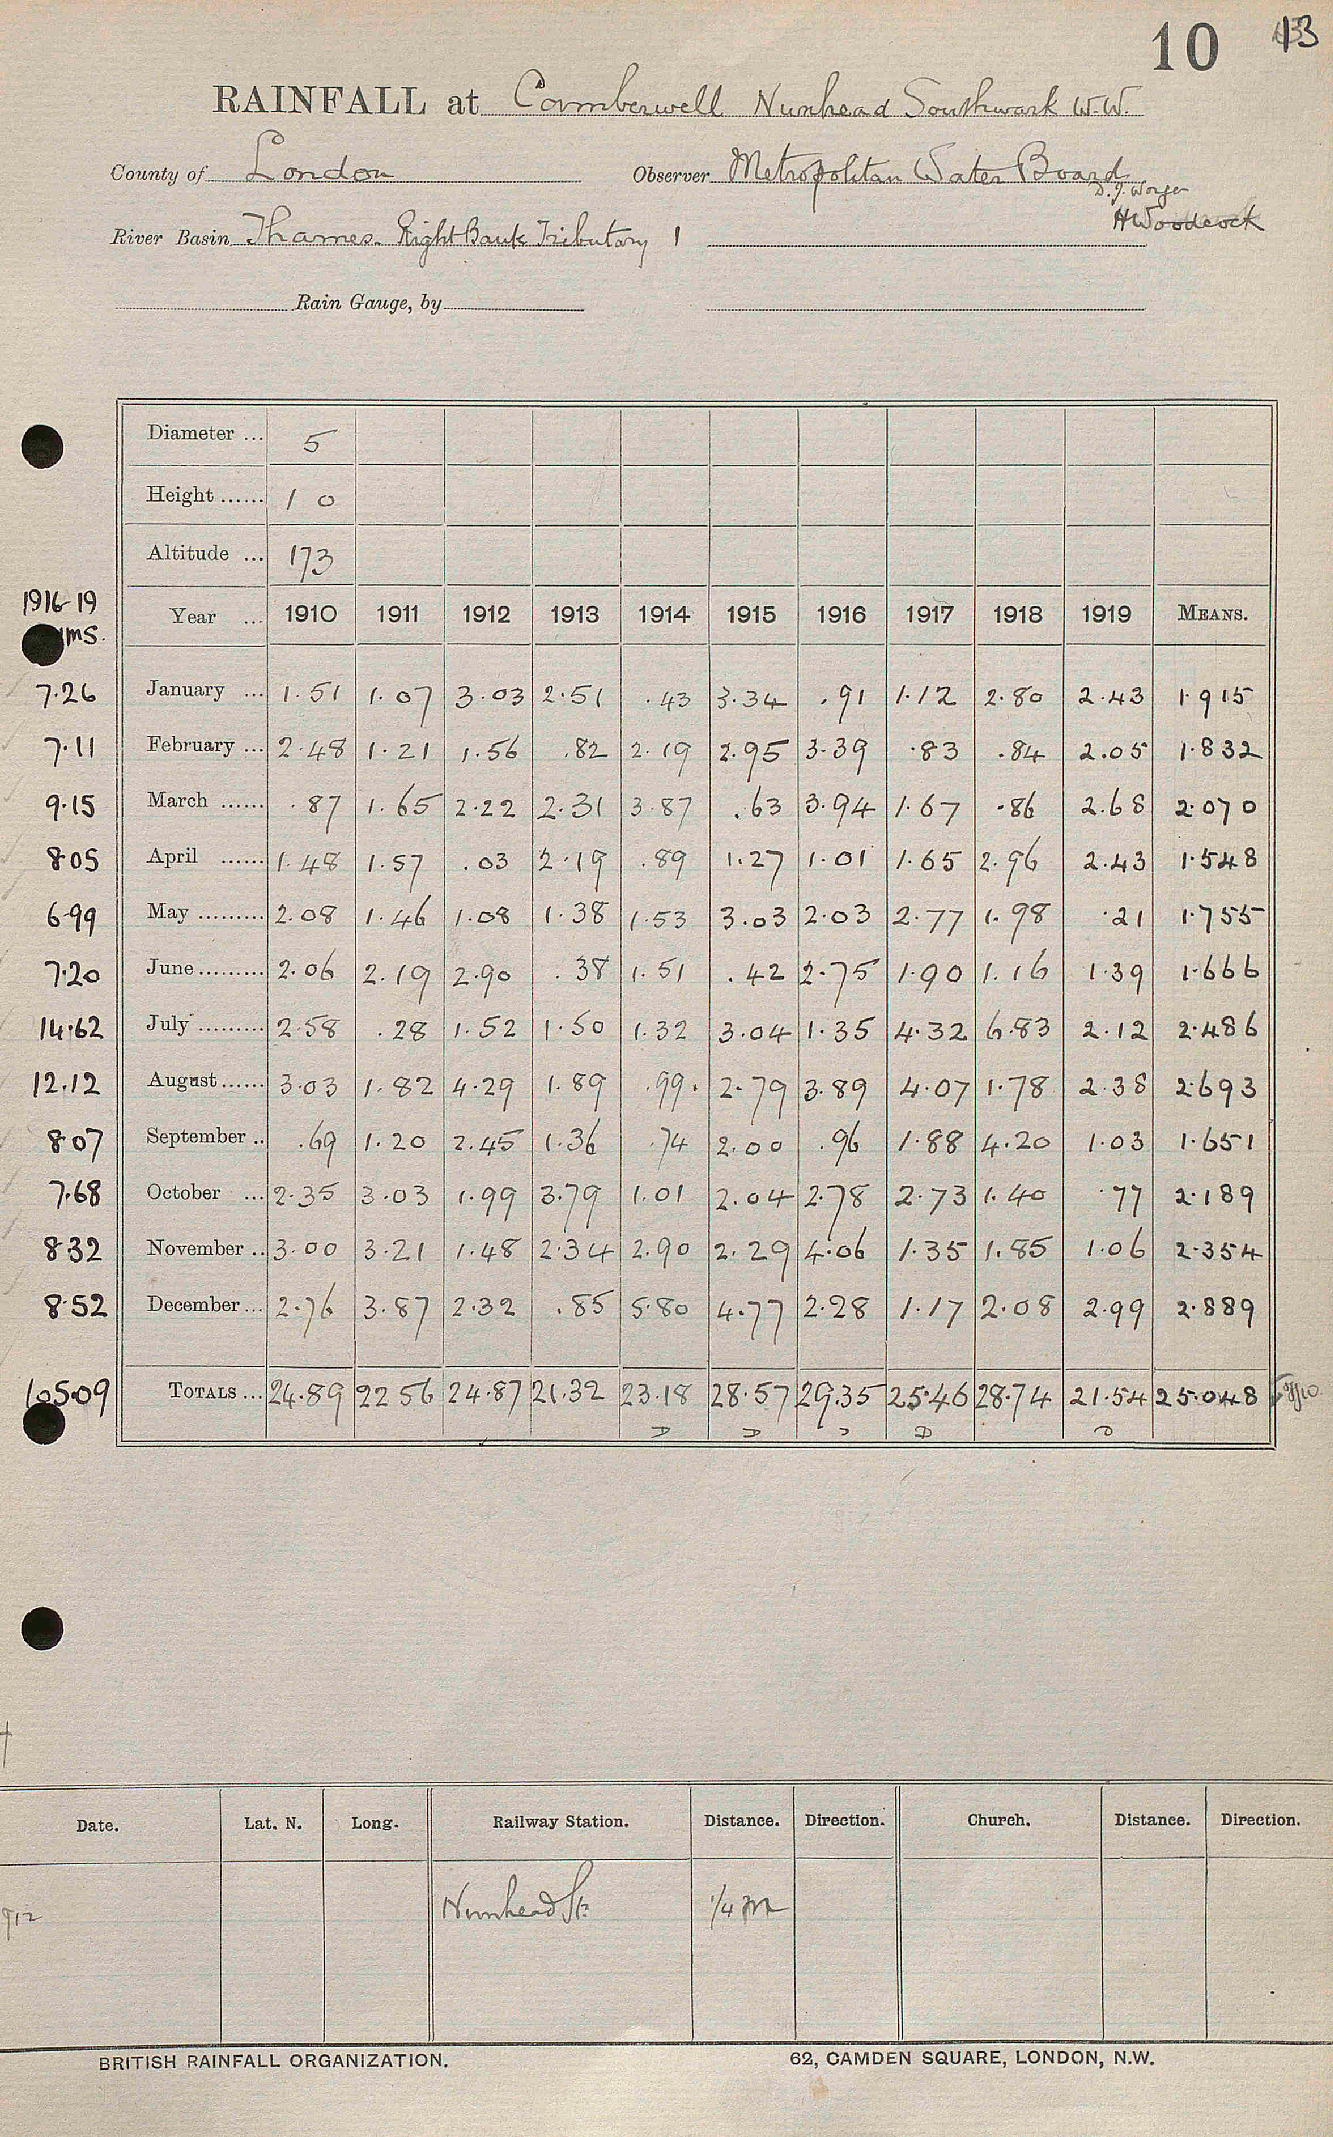 10 13
RAINFALL at Camberwell Nunhead Southwark W.W.
County of London Observer Metropolitan Water Board
D. J. Worger
River Basin Thames. Right Bank Tributary 1 H Woodcock
Rain Gauge, by
Diameter ... 5
Height ...... 1 0
Altitude ... 173
1916-19 Year ... 1910 1911 1912 1913 1914 1915 1916 1917 1918 1919 MEANS.
7.26 January ... 1.51 1.07 3.03 2.51 .43 3.34 .91 1.12 2.80 2.43 1.915
7.11 February ... 2.48 1.21 1.56 .82 2.19 2.95 3.39 .83 .84 2.05 1.832
9.15 March ...... .87 1.65 2.22 2.31 3.87 .63 3.94 1.67 .86 2.68 2.070
8.05 April ...... 1.48 1.57 .03 2.19 .89 1.27 1.01 1.65 2.96 2.43 1.548
6.99 May ......... 2.08 1.46 1.08 1.38 1.53 3.03 2.03 2.77 1.98 .21 1.755
7.20 June ......... 2.06 2.19 2.90 .38 1.51 .42 2.75 1.90 1.16 1.39 1.666
14.62 July ......... 2.58 .28 1.52 1.50 1.32 3.04 1.35 4.32 6.83 2.12 2.486
12.12 August ...... 3.03 1.82 4.29 1.89 .99. 2.79 3.89 4.07 1.78 2.38 2.693
8.07 September .. .69 1.20 2.45 1.36 .74 2.00 .96 1.88 4.20 1.03 1.651
7.68 October ... 2.35 3.03 1.99 3.79 1.01 2.04 2.78 2.73 1.40 .77 2.189
8.32 November .. 3.00 3.21 1.48 2.34 2.90 2.29 4.06 1.35 1.85 1.06 2.354
8.52 December ... 2.76 3.87 2.32 .85 5.80 4.77 2.28 1.17 2.08 2.99 2.889
105.09 TOTALS ... 24.89 22 56 24.87 21.32 23.18 28.57 29.35 25.46 28.74 21.54 25.048
D D D D D
Date. Lat. N. Long. Railway Station. Distance. Direction. Church. Distance. Direction.
Nunhead St. 1/4 m
BRITISH RAINFALL ORGANIZATION. 62, CAMDEN SQUARE, LONDON, N.W.